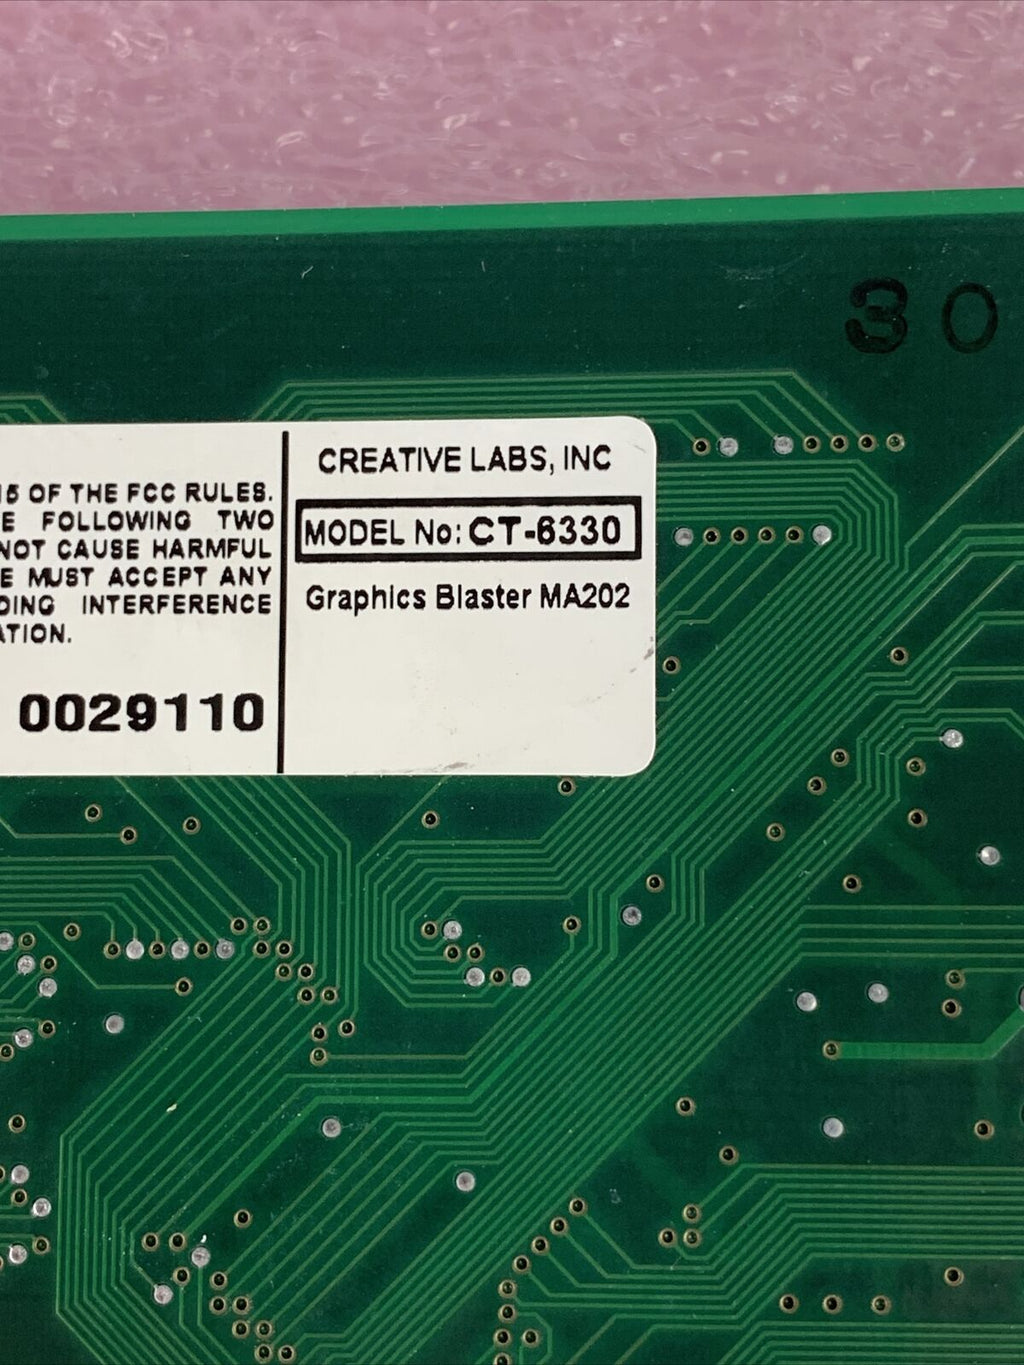 30
15 OF THE FCC RULES.
E FOLLOWING TWO
NOT CAUSE HARMFUL
E MUST ACCEPT ANY
DING INTERFERENCE
ATION.
0029110
CREATIVE LABS, INC
MODEL No: CT-6330
Graphics Blaster MA202